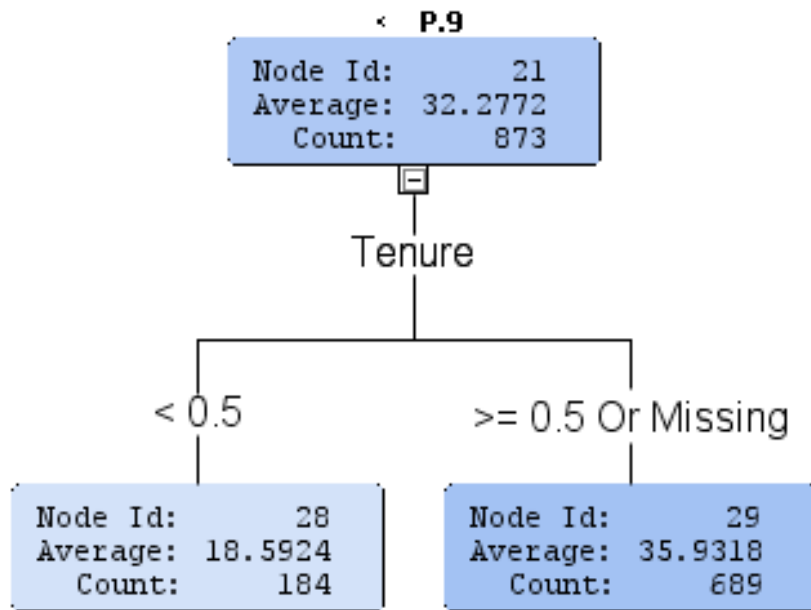 < P.9
Node Id: 21
Average: 32.2772
Count: 873
Tenure
< 0.5
>= 0.5 Or Missing
Node Id: 28
Average: 18.5924
Count: 184
Node Id: 29
Average: 35.9318
Count: 689